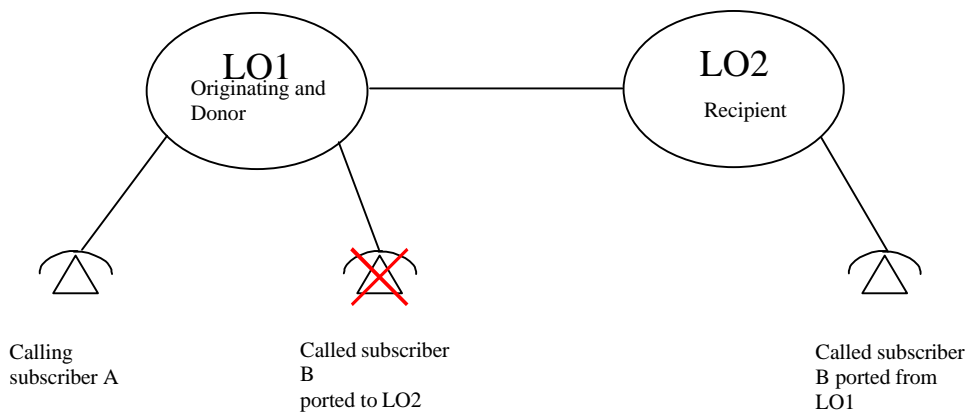 LO1
Originating and
Donor
LO2
Recipient
Calling
subscriber A
Called subscriber
B
ported to LO2
Called subscriber
B ported from
LO1